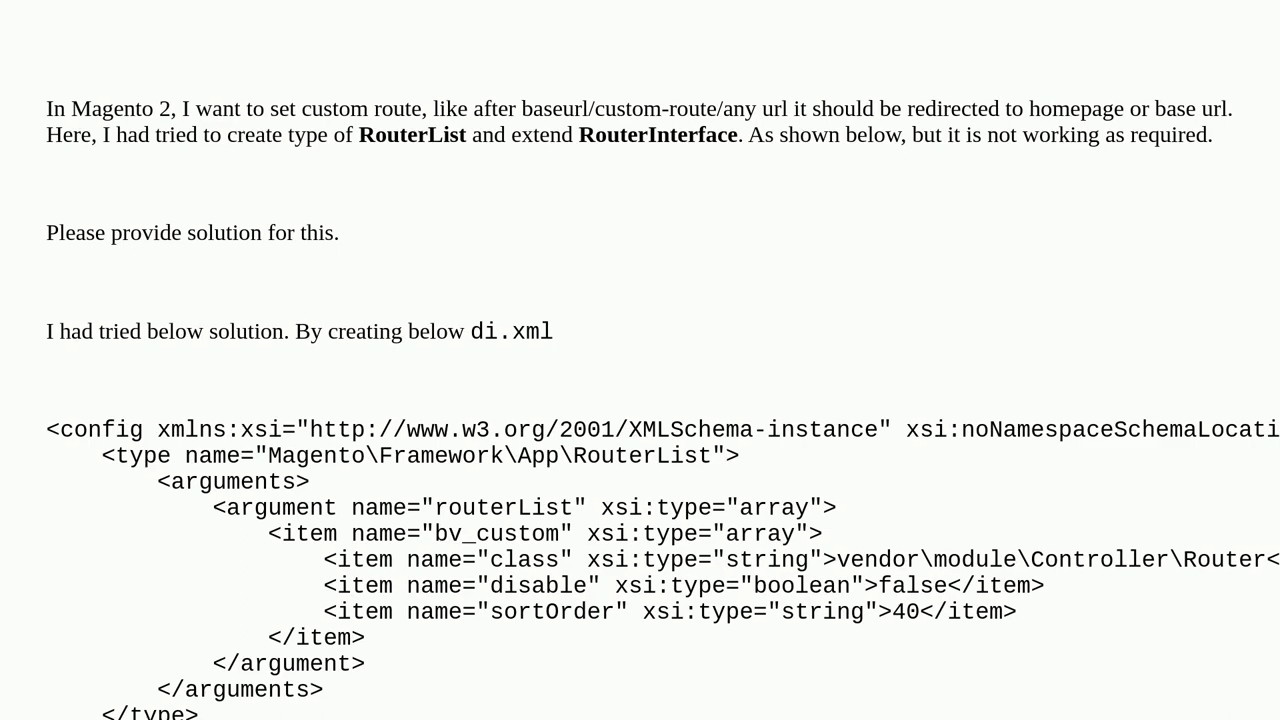 In Magento 2, I want to set custom route, like after baseurl/custom-route/any url it should be redirected to homepage or base url.
Here, I had tried to create type of RouterList and extend RouterInterface. As shown below, but it is not working as required.
Please provide solution for this.
I had tried below solution. By creating below di.xml
<config xmlns:xsi="http://www.w3.org/2001/XMLSchema-instance" xsi:noNamespaceSchemaLocati
    <type name="Magento\Framework\App\RouterList">
        <arguments>
            <argument name="routerList" xsi:type="array">
                <item name="bv_custom" xsi:type="array">
                    <item name="class" xsi:type="string">vendor\module\Controller\Router<
                    <item name="disable" xsi:type="boolean">false</item>
                    <item name="sortOrder" xsi:type="string">40</item>
                </item>
            </argument>
        </arguments>
    </type>